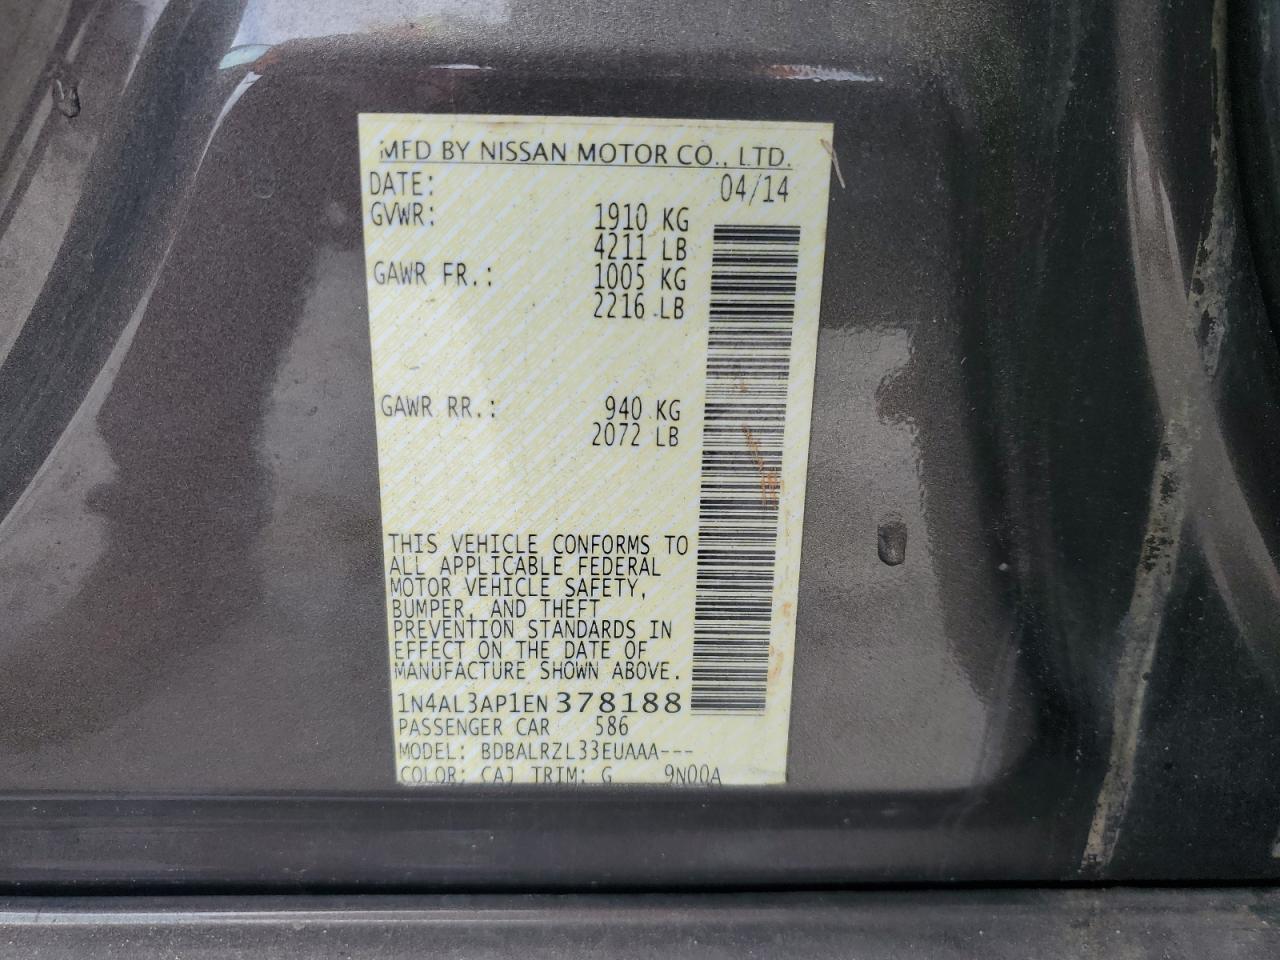 MFD BY NISSAN MOTOR CO., LTD.
DATE: 04/14
GVWR: 1910 KG
4211 LB
GAWR FR.: 1005 KG
2216 LB
GAWR RR.: 940 KG
2072 LB
THIS VEHICLE CONFORMS TO
ALL APPLICABLE FEDERAL
MOTOR VEHICLE SAFETY,
BUMPER, AND THEFT
PREVENTION STANDARDS IN
EFFECT ON THE DATE OF
MANUFACTURE SHOWN ABOVE.
1N4AL3AP1EN378188
PASSENGER CAR 586
MODEL: BDBALRZL33EUAAA---
COLOR: CAJ TRIM: G 9N00A